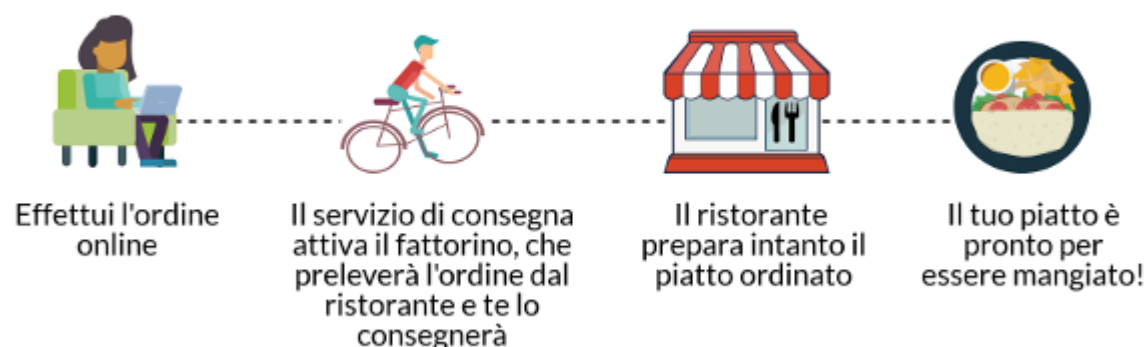 Effettui l'ordine
online
Il servizio di consegna
attiva il fattorino, che
preleverà l'ordine dal
ristorante e te lo
consegnerà
Il ristorante
prepara intanto il
piatto ordinato
Il tuo piatto è
pronto per
essere mangiato!